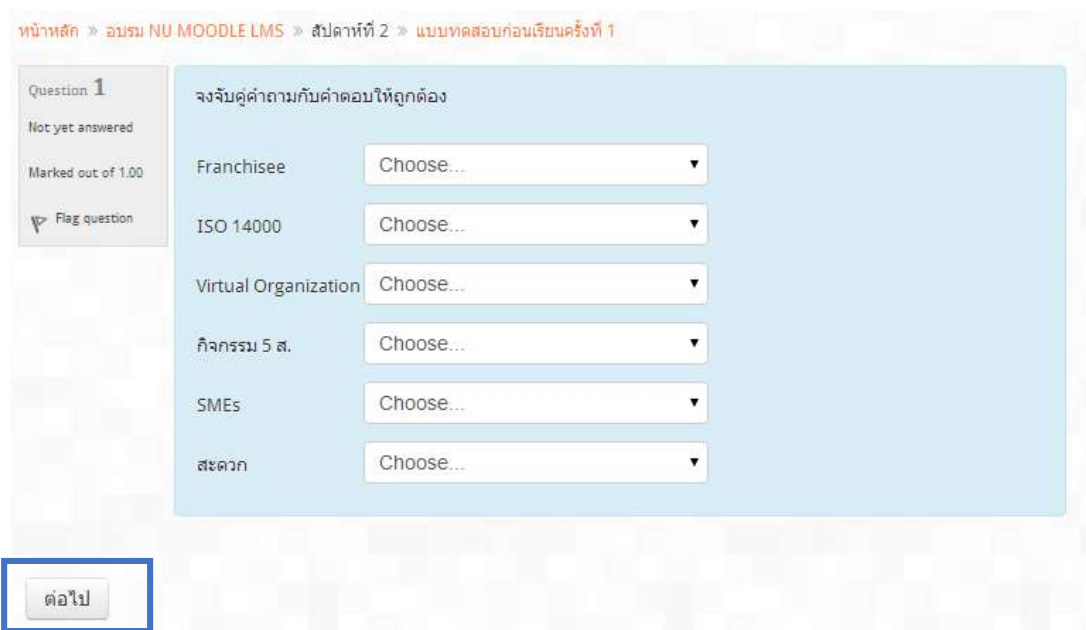 หน้าหลัก » อบรม NU MOODLE LMS » สัปดาห์ที่ 2 » แบบทดสอบก่อนเรียนครั้งที่ 1
Question 1
Not yet answered
Marked out of 1.00
Flag question
จงจับคู่คำถามกับคำตอบให้ถูกต้อง
Franchisee Choose...
ISO 14000 Choose...
Virtual Organization Choose...
กิจกรรม 5 ส. Choose...
SMEs Choose...
สะดวก Choose...
ต่อไป